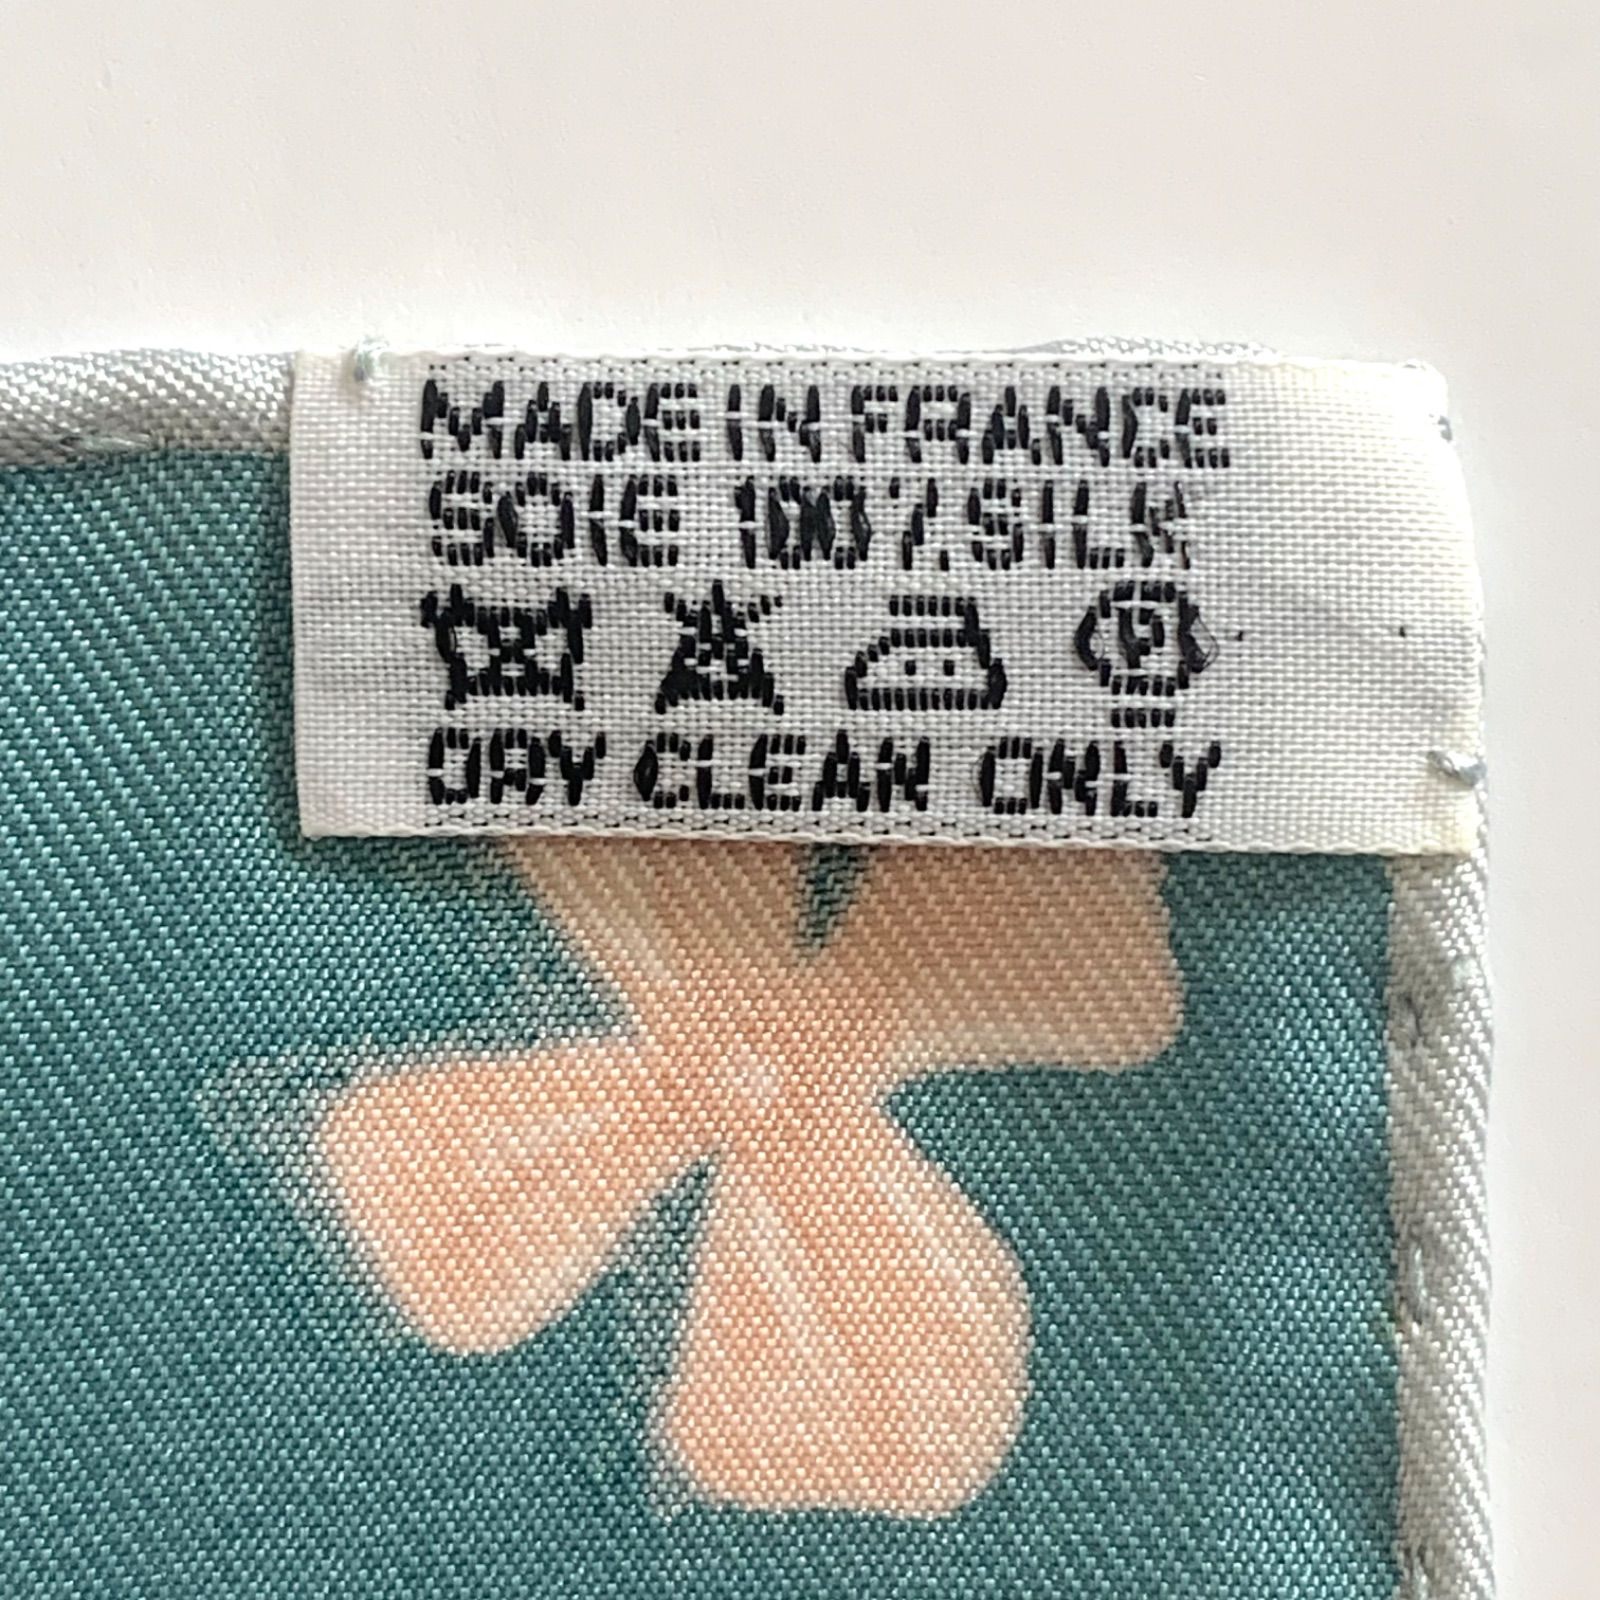 MADE IN FRANCE
SOIE 100% SILK
P
DRY CLEAN ONLY